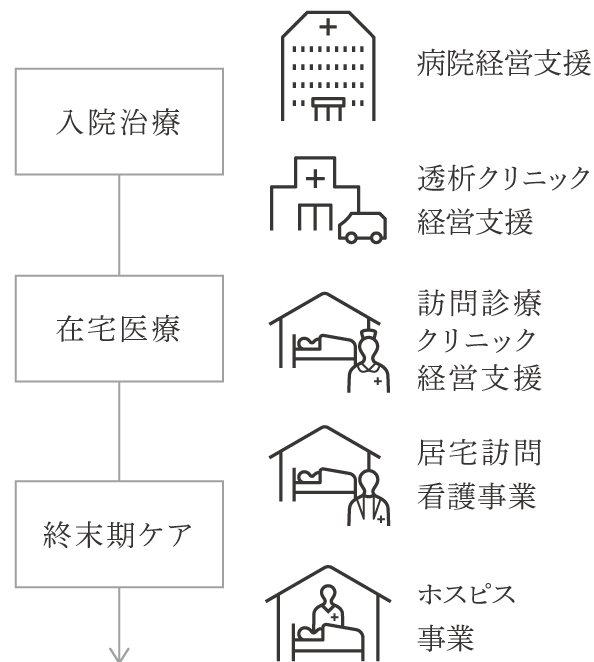 入院治療
在宅医療
終末期ケア
病院経営支援
透析クリニック
経営支援
訪問診療
クリニック
経営支援
居宅訪問
看護事業
ホスピス
事業